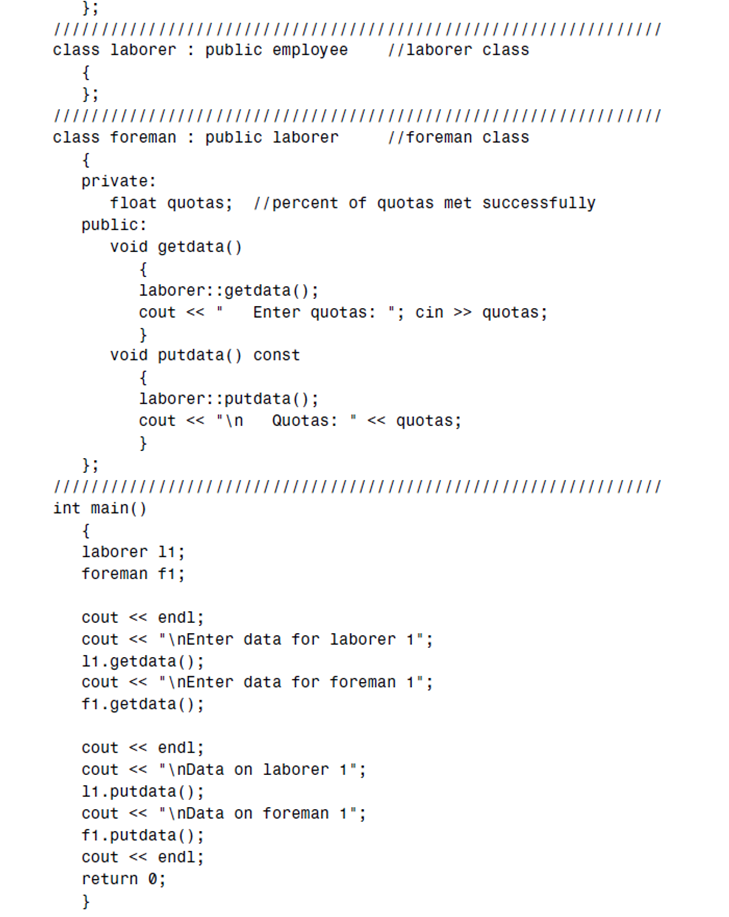 };
////////////////////////////////////////////////////////////////
class laborer : public employee    //laborer class
{
};
////////////////////////////////////////////////////////////////
class foreman : public laborer     //foreman class
{
private:
float quotas;  //percent of quotas met successfully
public:
void getdata()
{
laborer::getdata();
cout << "   Enter quotas: "; cin >> quotas;
}
void putdata() const
{
laborer::putdata();
cout << "\n   Quotas: " << quotas;
}
};
////////////////////////////////////////////////////////////////
int main()
{
laborer l1;
foreman f1;
cout << endl;
cout << "\nEnter data for laborer 1";
l1.getdata();
cout << "\nEnter data for foreman 1";
f1.getdata();
cout << endl;
cout << "\nData on laborer 1";
l1.putdata();
cout << "\nData on foreman 1";
f1.putdata();
cout << endl;
return 0;
}